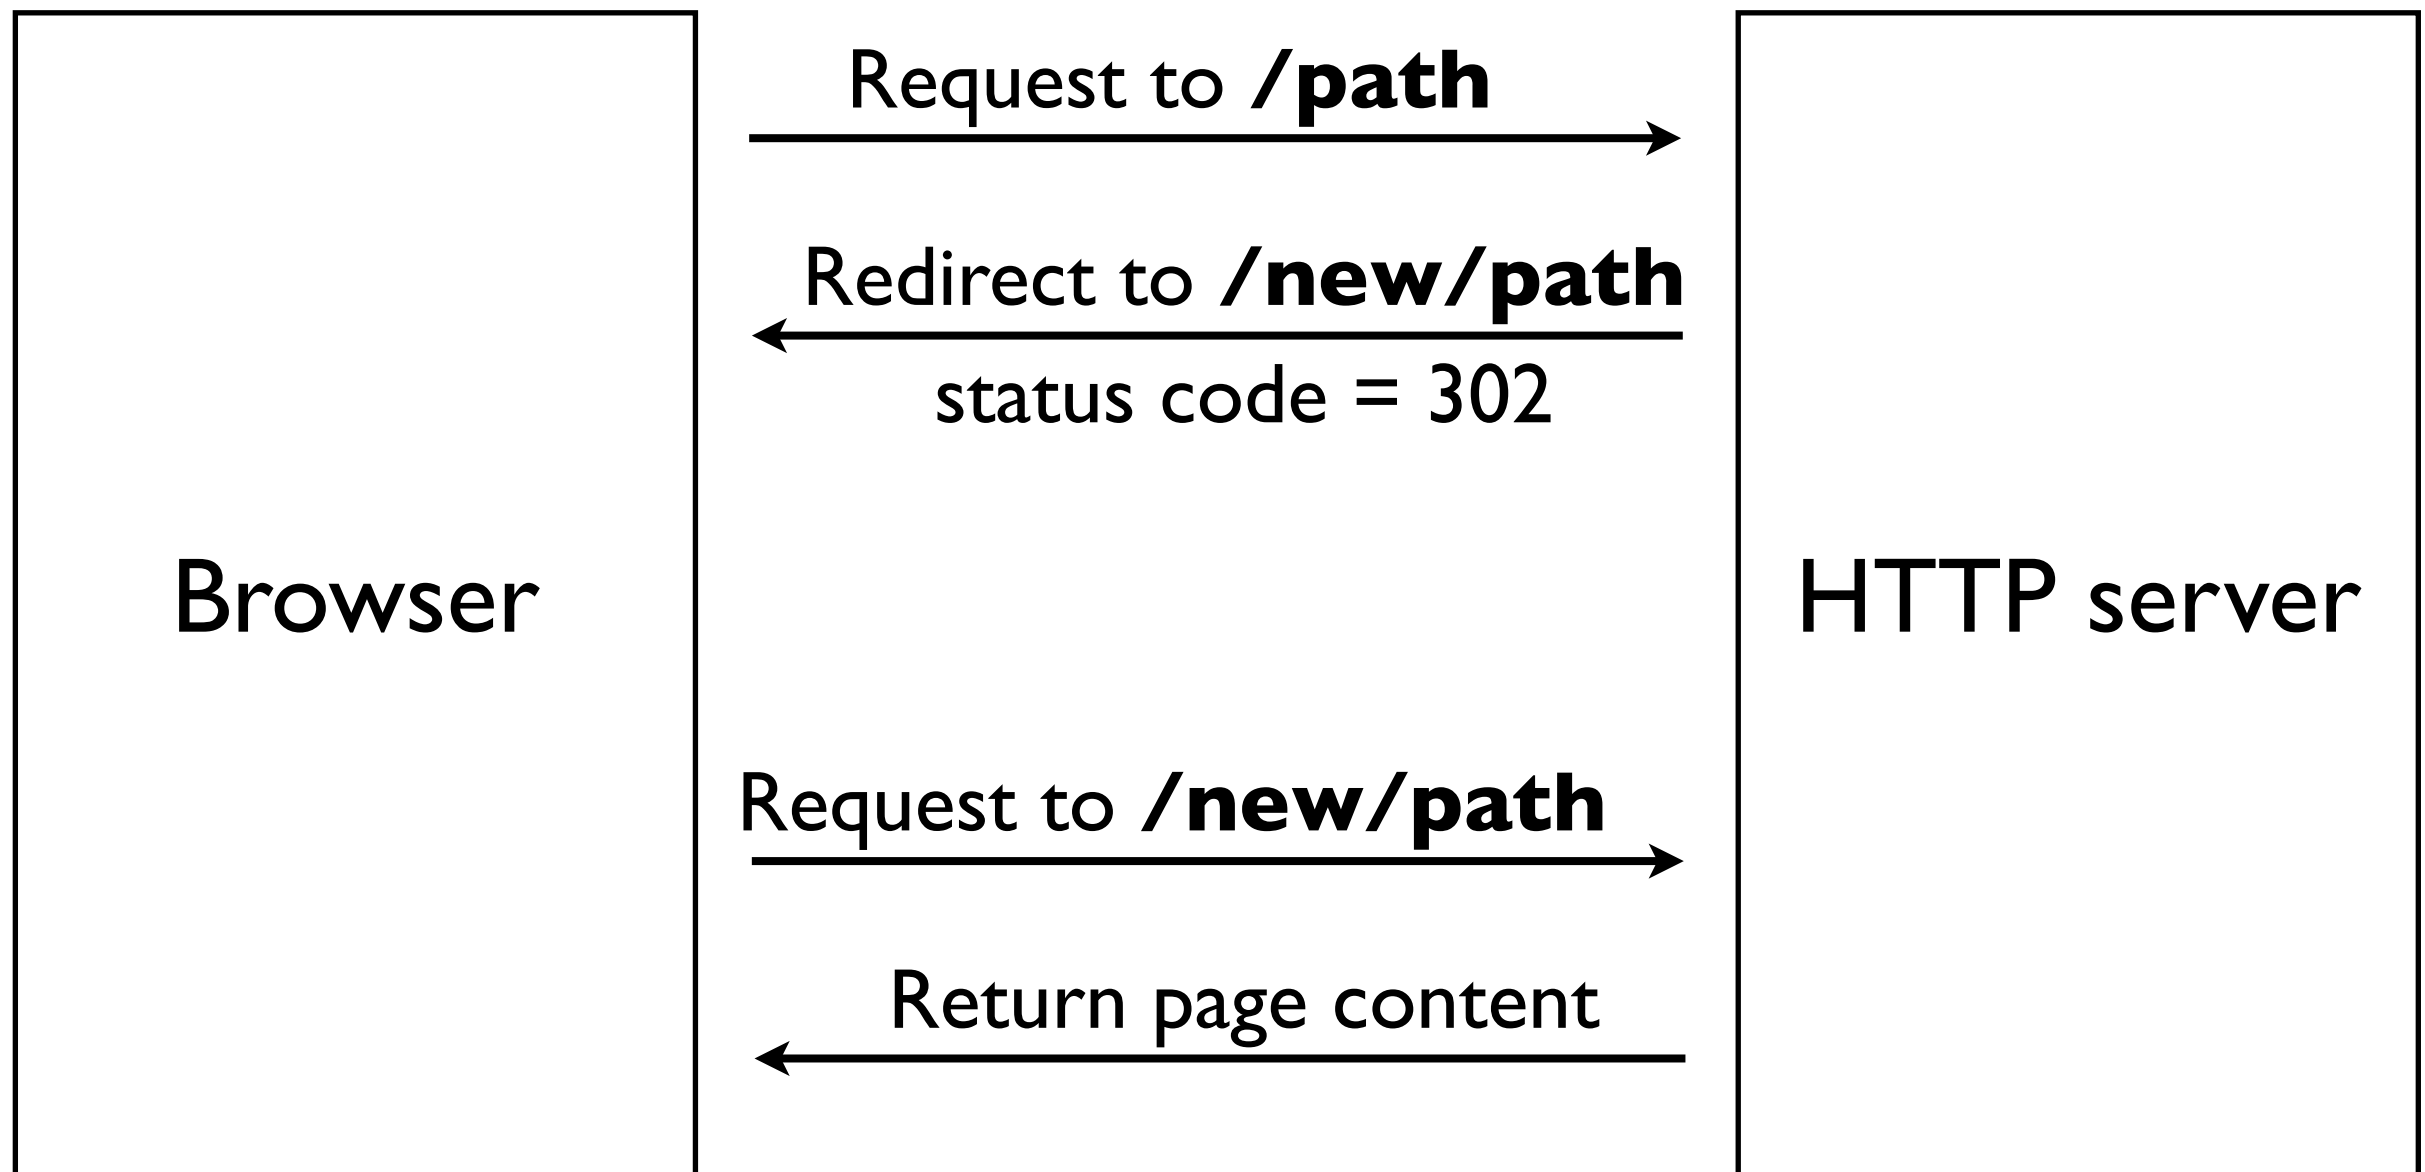 Request to /path
Redirect to /new/path
status code = 302
Browser
HTTP server
Request to /new/path
Return page content